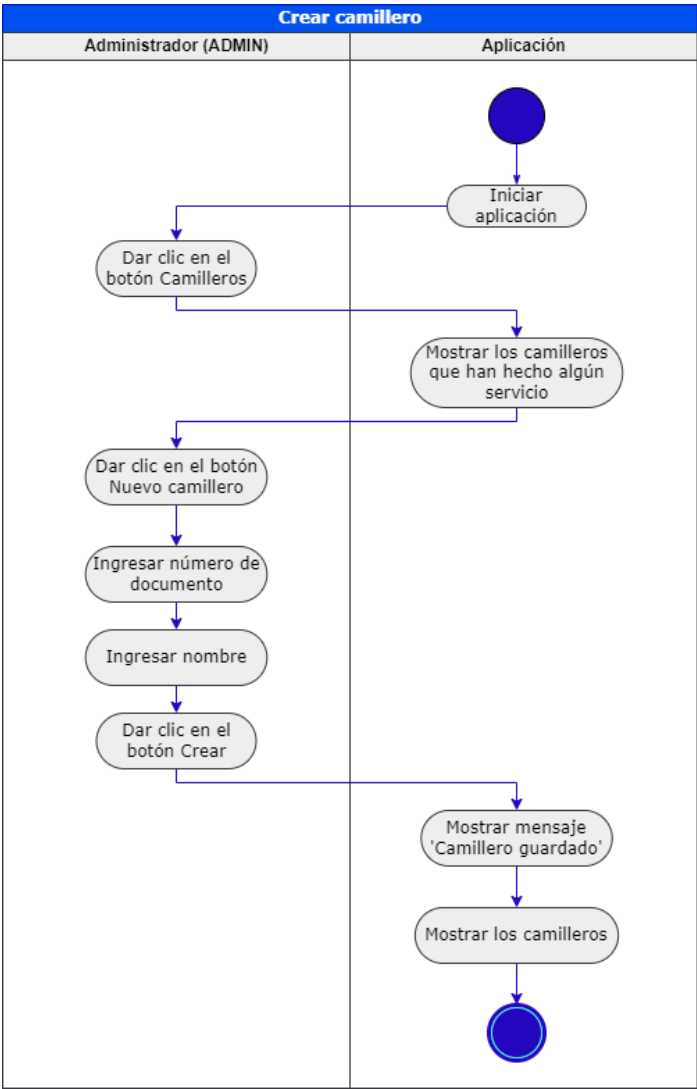 Crear camillero
Administrador (ADMIN)
Aplicación
Iniciar
aplicación
Dar clic en el
botón Camilleros
Mostrar los camilleros
que han hecho algún
servicio
Dar clic en el botón
Nuevo camillero
Ingresar número de
documento
Ingresar nombre
Dar clic en el
botón Crear
Mostrar mensaje
'Camillero guardado'
Mostrar los camilleros